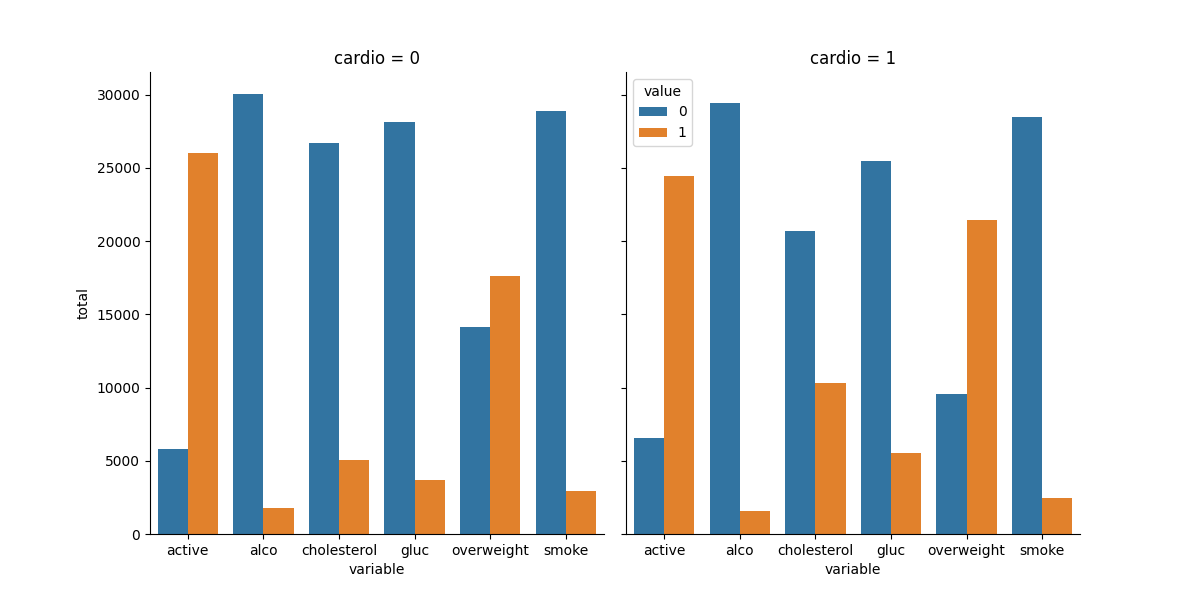 cardio = 0
cardio = 1
value
0
1
total
30000
25000
20000
15000
10000
5000
0
active alco cholesterol gluc overweight smoke
active alco cholesterol gluc overweight smoke
variable
variable